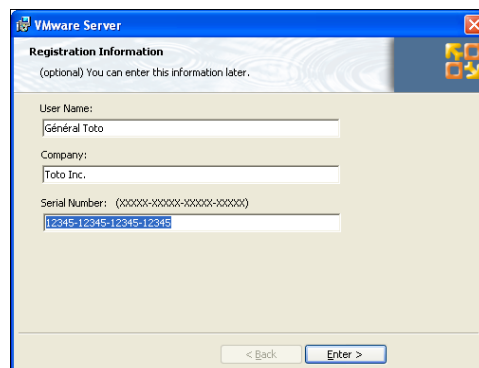 VMware Server
Registration Information
(optional) You can enter this information later.
User Name:
Général Toto
Company:
Toto Inc.
Serial Number: (XXXXX-XXXXX-XXXXX-XXXXX)
12345-12345-12345-12345
< Back
Enter >